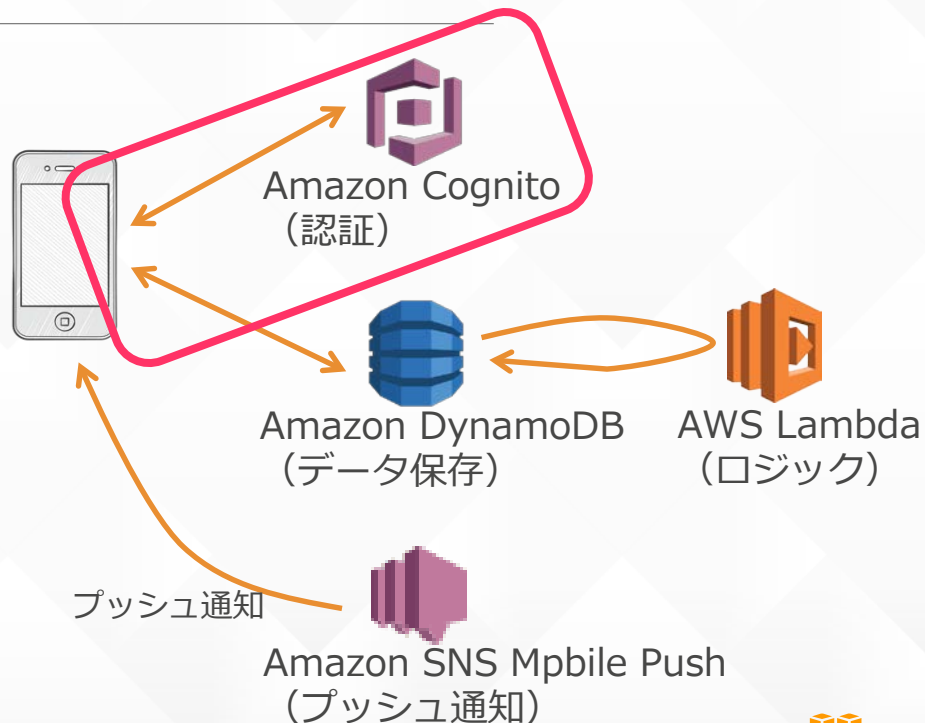 Amazon Cognito
（認証）
Amazon DynamoDB
（データ保存）
AWS Lambda
（ロジック）
プッシュ通知
Amazon SNS Mpbile Push
（プッシュ通知）